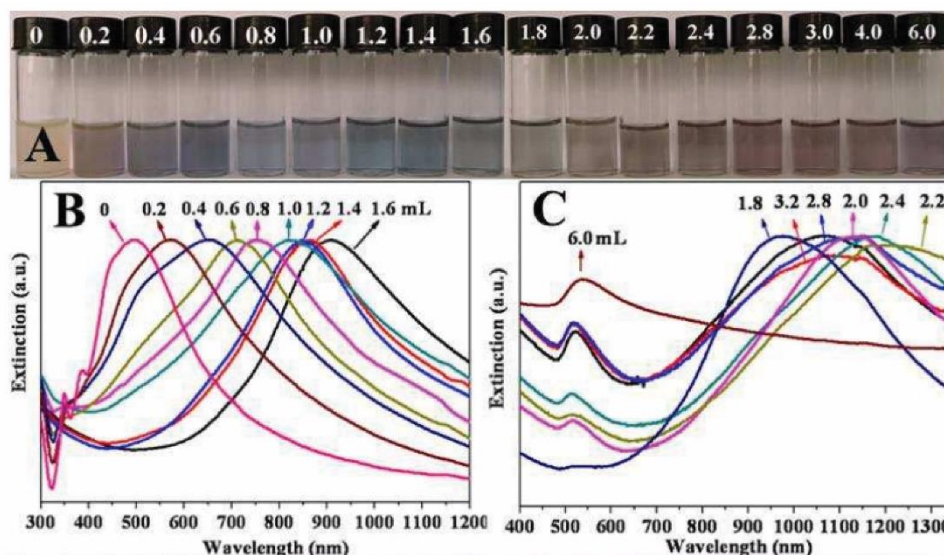 0 0.2 0.4 0.6 0.8 1.0 1.2 1.4 1.6 1.8 2.0 2.2 2.4 2.8 3.0 4.0 6.0
A
B
0 0.2 0.4 0.6 0.8 1.0 1.2 1.4 1.6 mL
Extinction (a.u.)
300 400 500 600 700 800 900 1000 1100 1200
Wavelength (nm)
C
6.0 mL
1.8 3.2 2.8 2.0 2.4 2.2
Extinction (a.u.)
400 500 600 700 800 900 1000 1100 1200 1300
Wavelength (nm)